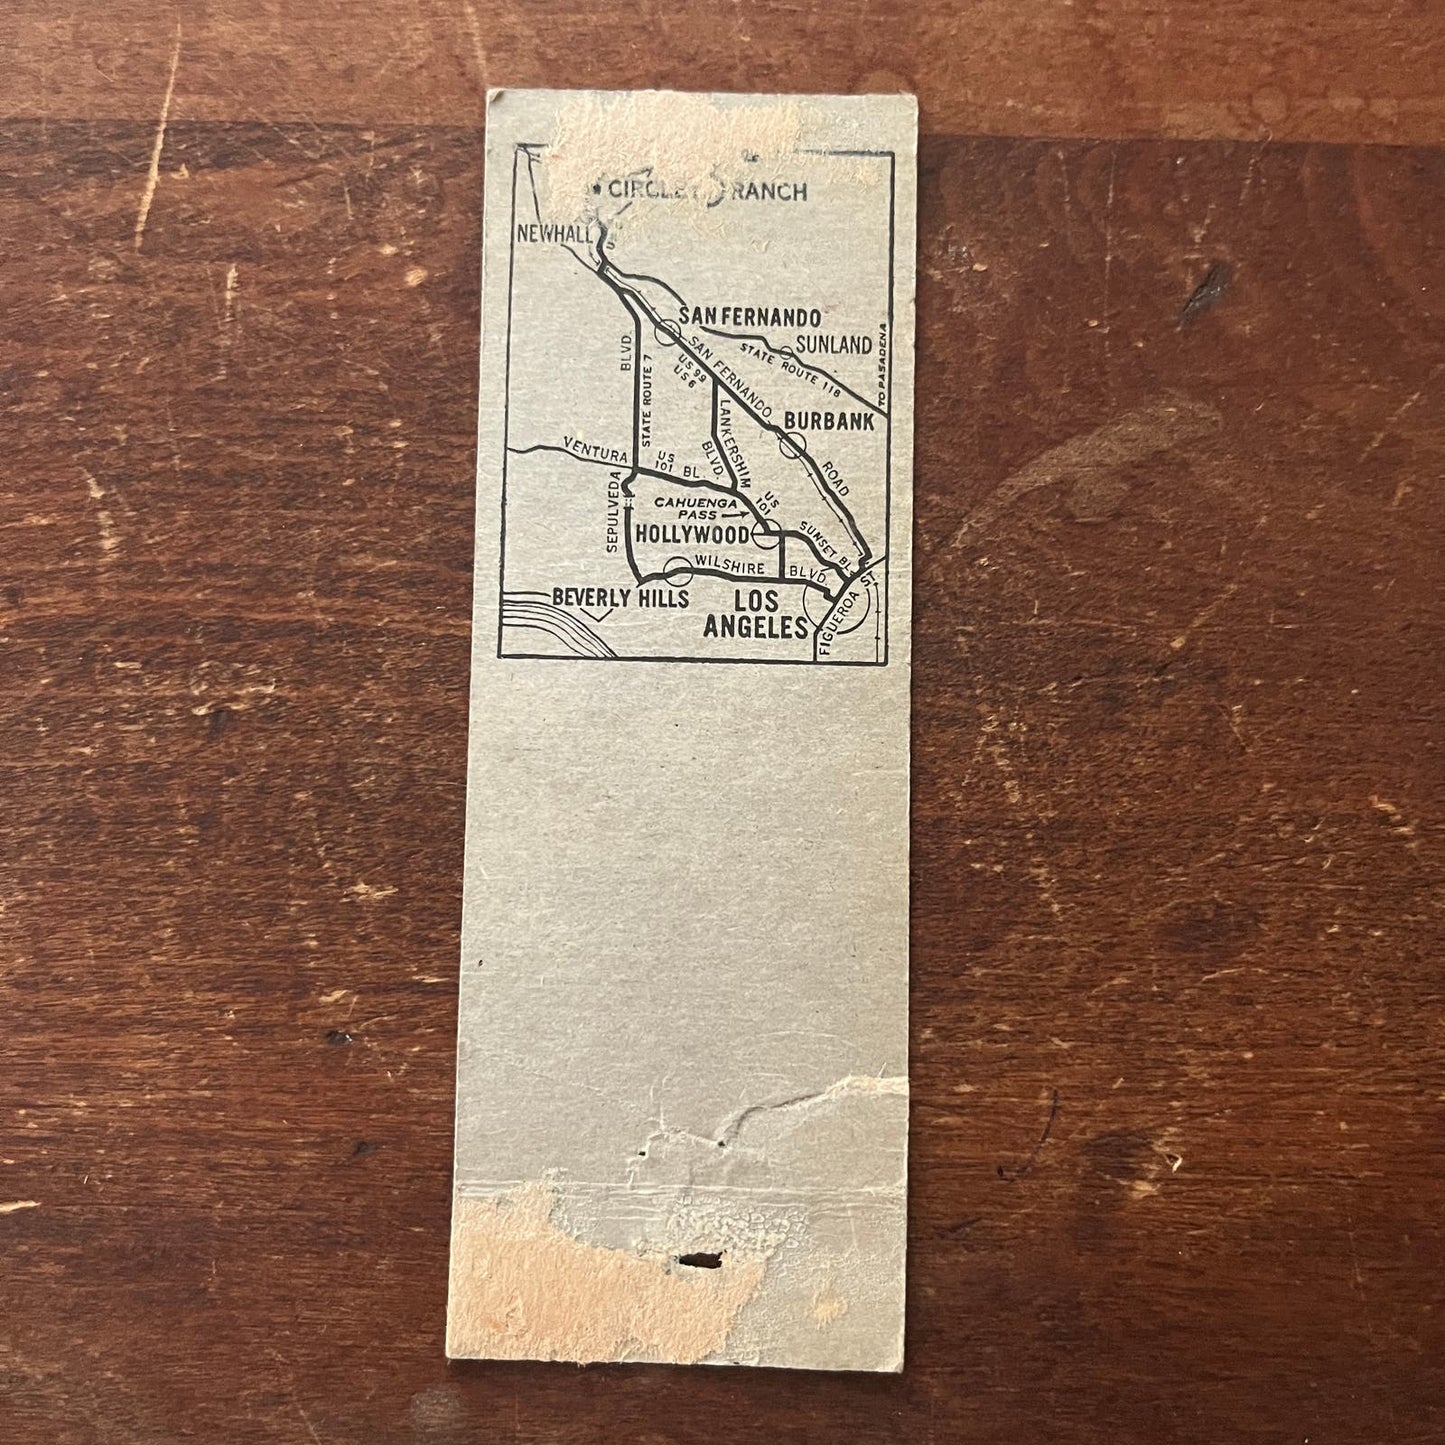 CIRCLE J RANCH
NEWHALL
SAN FERNANDO
SUNLAND
STATE ROUTE 118
TO PASADENA
BLVD.
STATE ROUTE 7
US 99
US 6
SAN FERNANDO
ROAD
LANKERSHIM
BLVD.
BURBANK
VENTURA
US
101
BL
SEPULVEDA
CAHUENGA
PASS
US
101
HOLLYWOOD
SUNSET BL
WILSHIRE
BLVD.
BEVERLY HILLS
LOS
ANGELES
FIGUEROA
ST